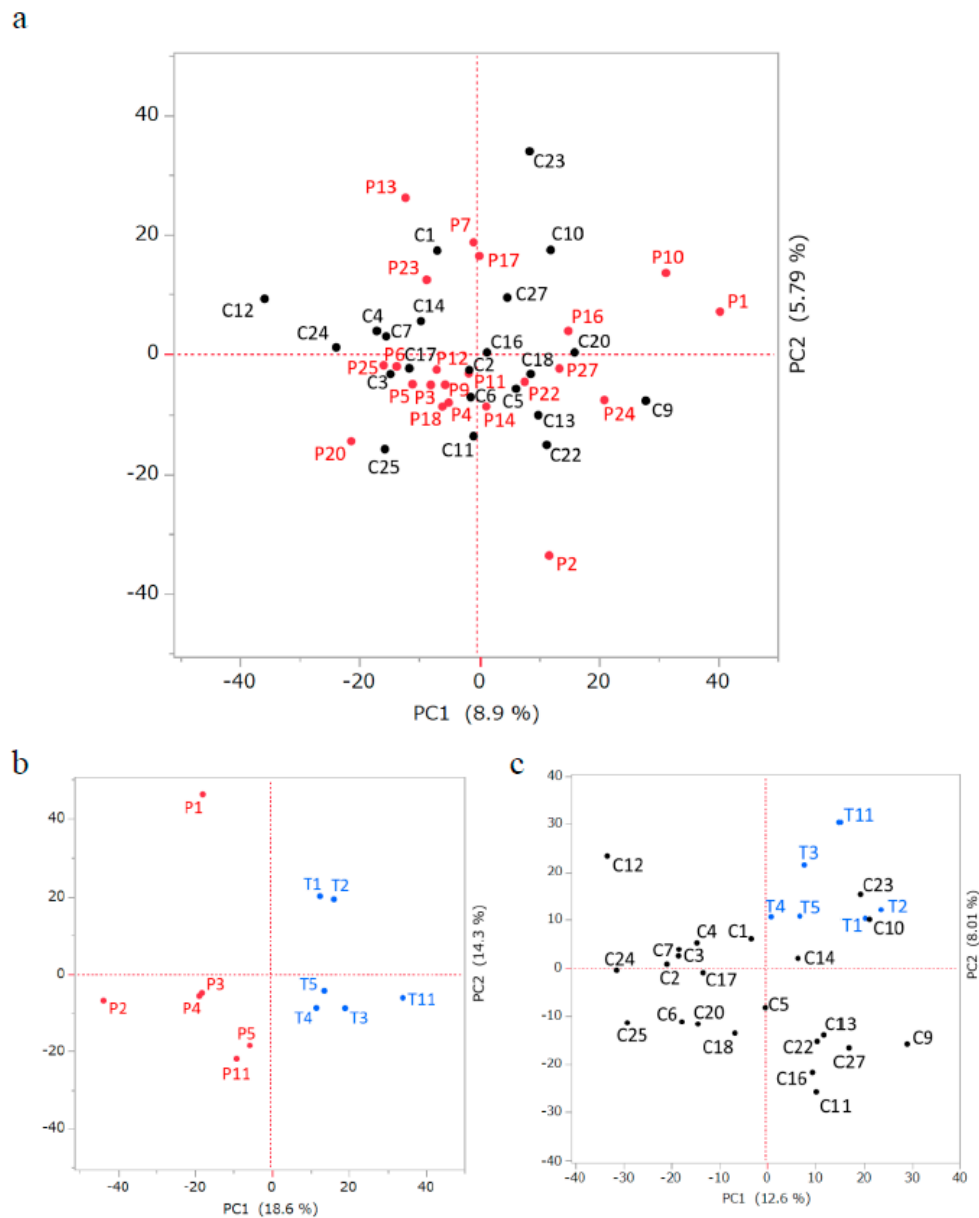 a
40
20
0
-20
-40
-40
-20
0
20
40
PC1 (8.9 %)
PC2 (5.79 %)
C23
P13
P7
C1
C10
P17
P23
P10
C27
P1
C12
C14
P16
C4
C7
C24
C16
C20
P6
C17
P12
C2
C18
P25
P27
C3
P11
P9
P22
P5
P3
C6
C5
P24
C9
P18
P4
P14
C13
P20
C25
C11
C22
P2
b
40
20
0
-20
-40
-40
-20
0
20
40
PC1 (18.6 %)
PC2 (14.3 %)
P1
T1
T2
P3
T5
P2
P4
T4
T3
T11
P5
P11
c
40
30
20
10
0
-10
-20
-30
-40
-40
-30
-20
-10
0
10
20
30
40
PC1 (12.6 %)
PC2 (8.01 %)
T11
T3
C12
C23
T4
T5
T1
T2
C10
C4
C1
C7
C3
C14
C24
C2
C17
C5
C6
C20
C25
C18
C13
C22
C27
C9
C16
C11